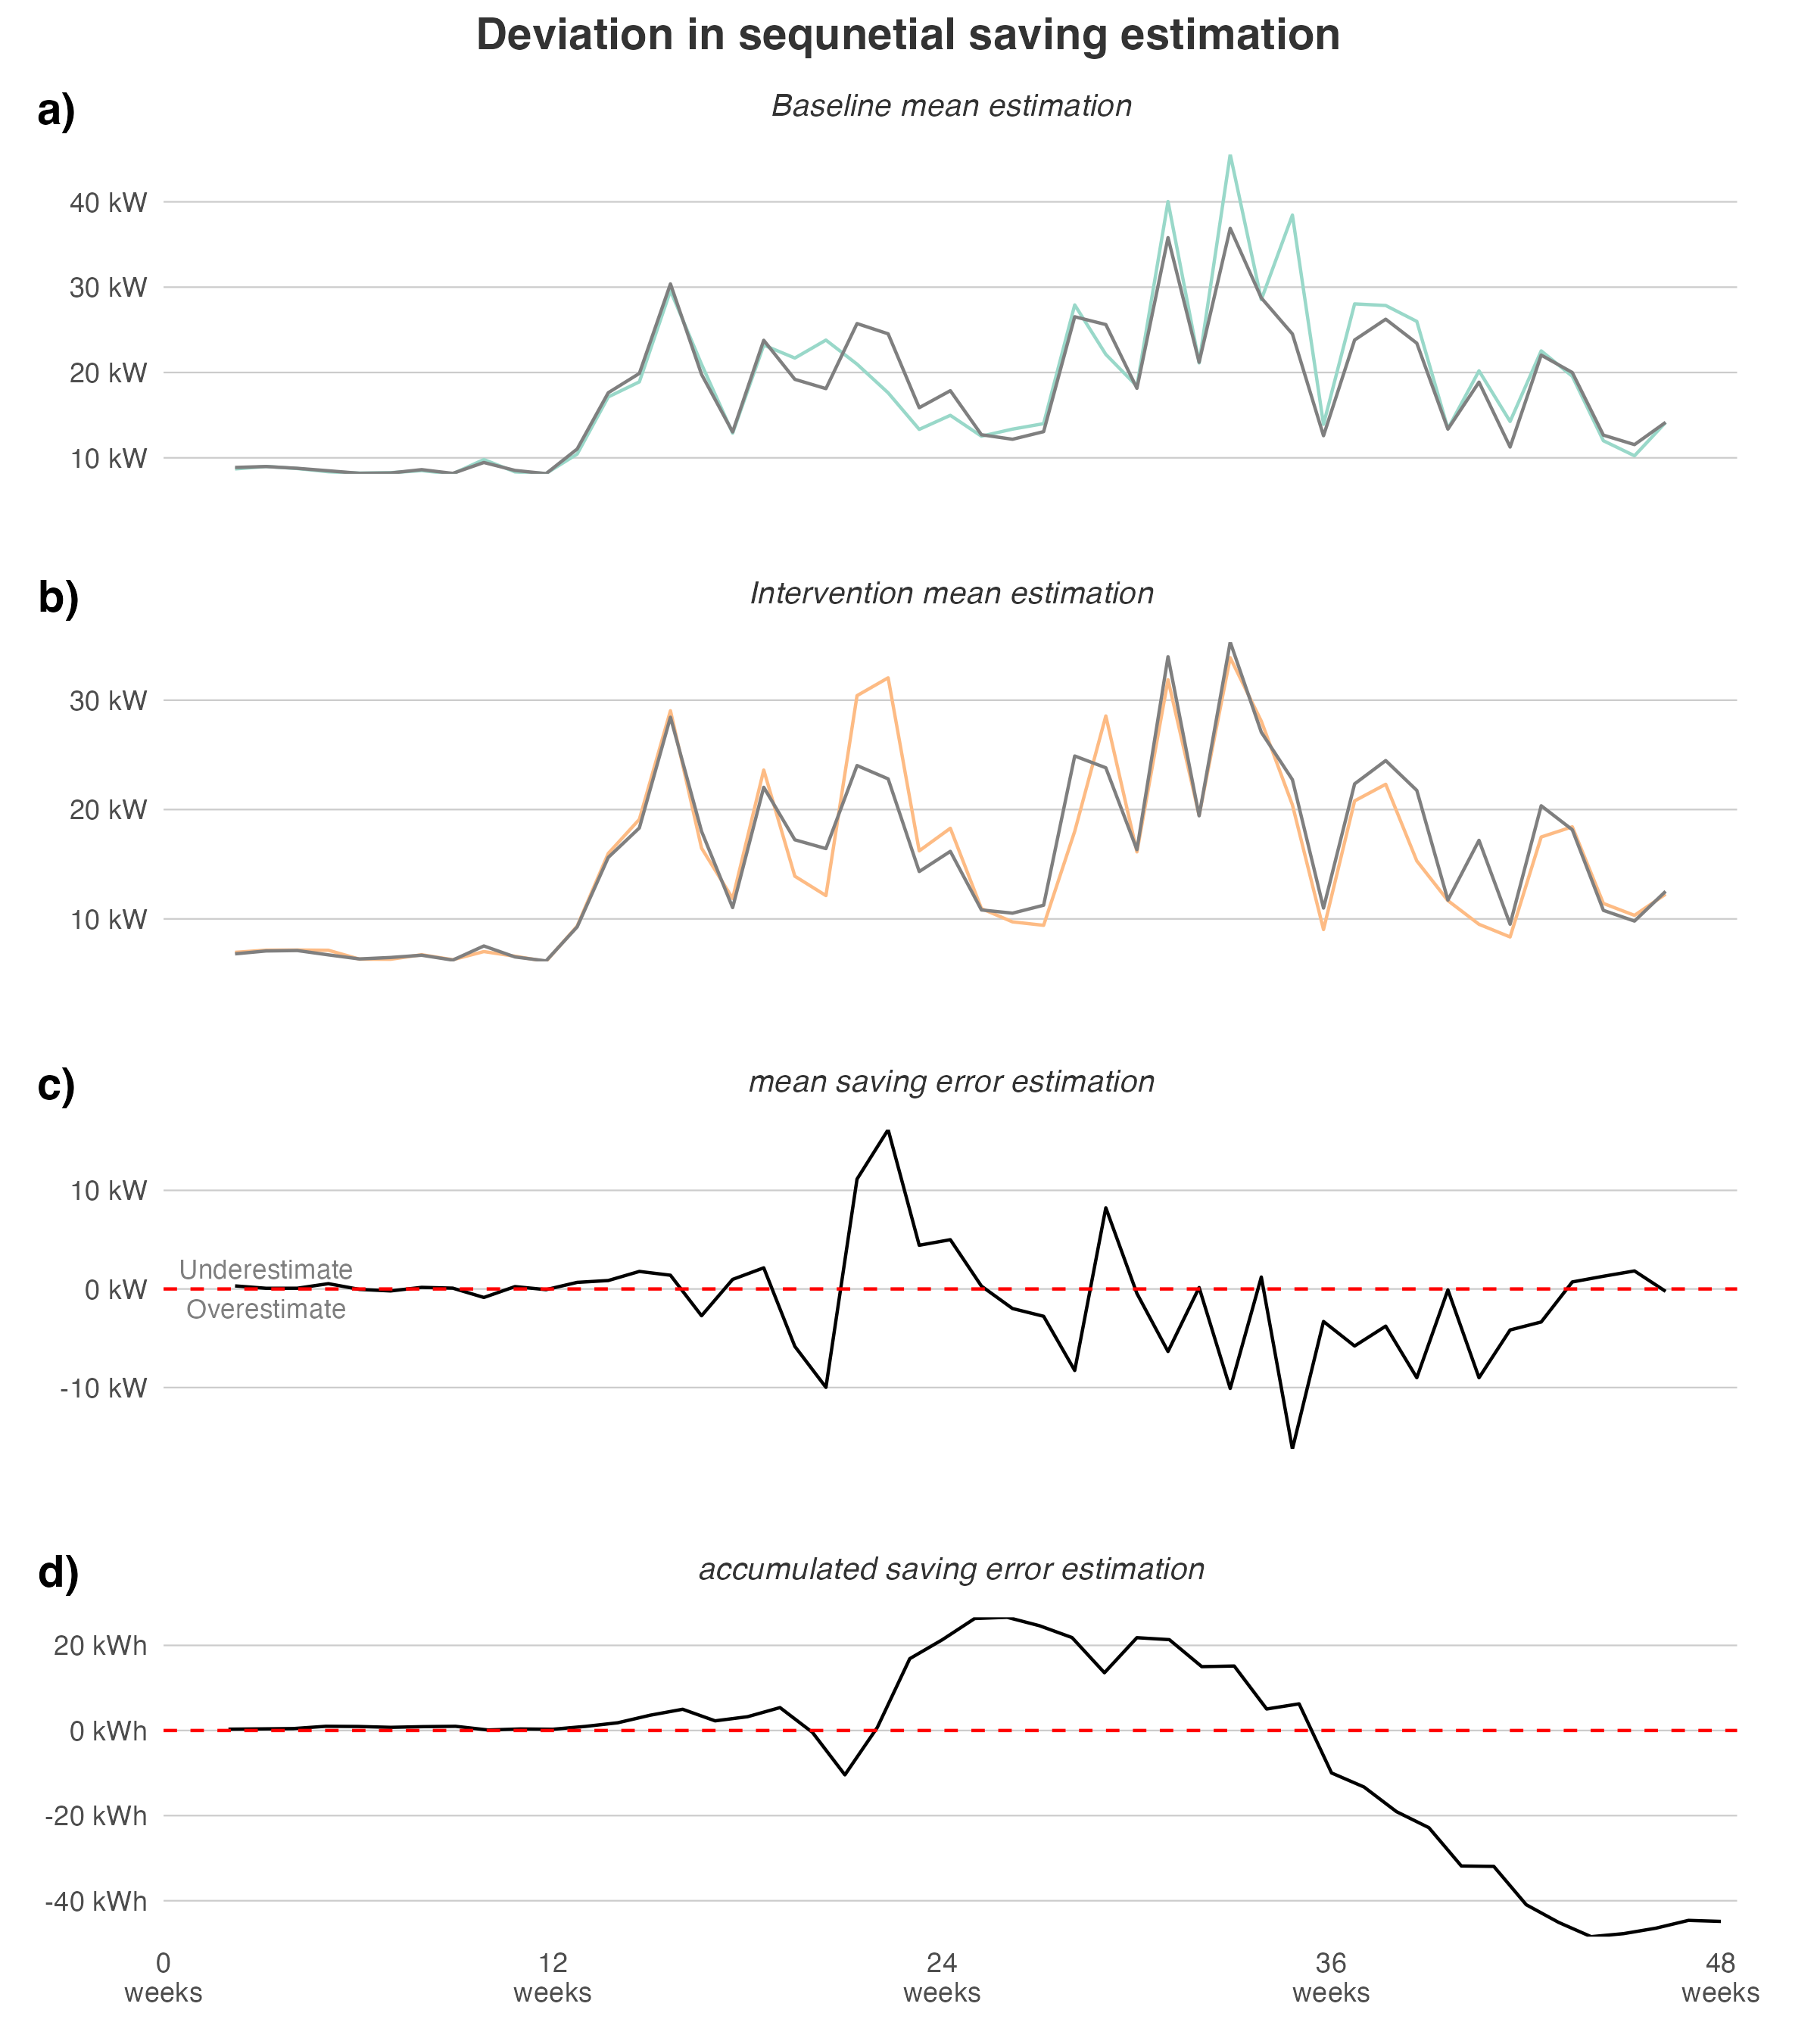 Deviation in sequnetial saving estimation
a)
Baseline mean estimation
40 kW
30 kW
20 kW
10 kW
b)
Intervention mean estimation
30 kW
20 kW
10 kW
c)
mean saving error estimation
10 kW
Underestimate
0 kW
Overestimate
-10 kW
d)
accumulated saving error estimation
20 kWh
0 kWh
-20 kWh
-40 kWh
0 12 24 36 48
weeks weeks weeks weeks weeks